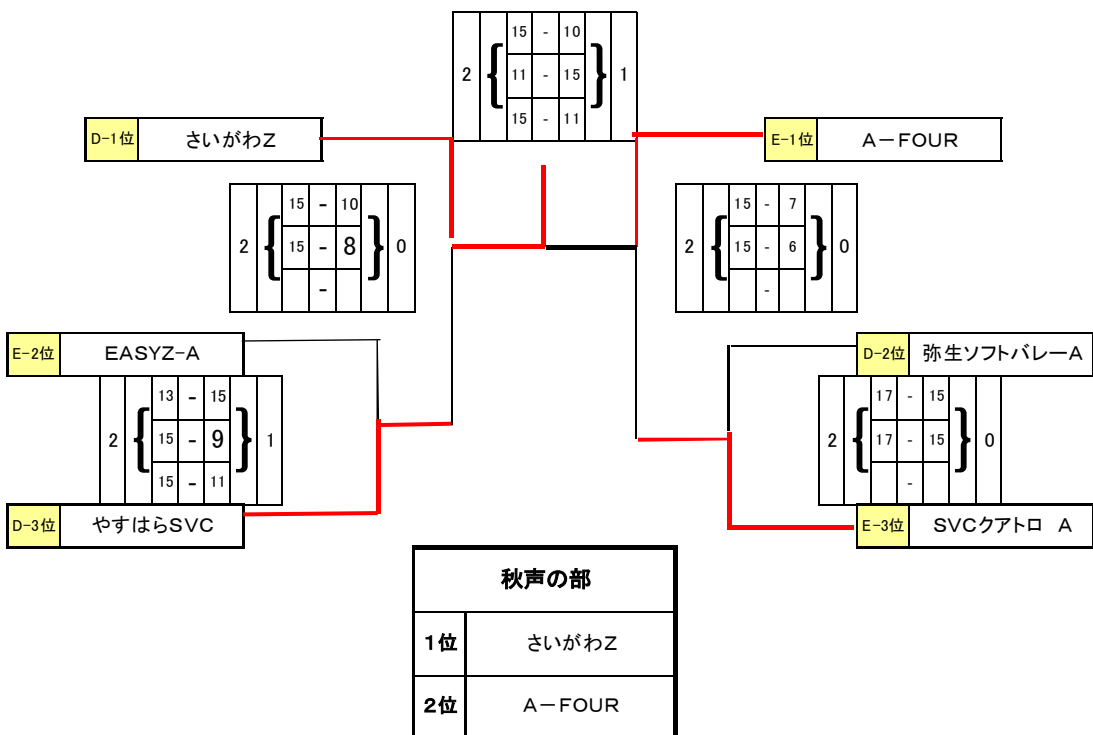 15 - 10
2 { 11 - 15 } 1
15 - 11
D-1位 さいがわZ
E-1位 A－FOUR
15 - 10
2 { 15 - 8 } 0
-
15 - 7
2 { 15 - 6 } 0
-
E-2位 EASYZ-A
13 - 15
2 { 15 - 9 } 1
15 - 11
D-3位 やすはらSVC
D-2位 弥生ソフトバレーA
17 - 15
2 { 17 - 15 } 0
-
E-3位 SVCクアトロ A
秋声の部
1位 さいがわZ
2位 A－FOUR